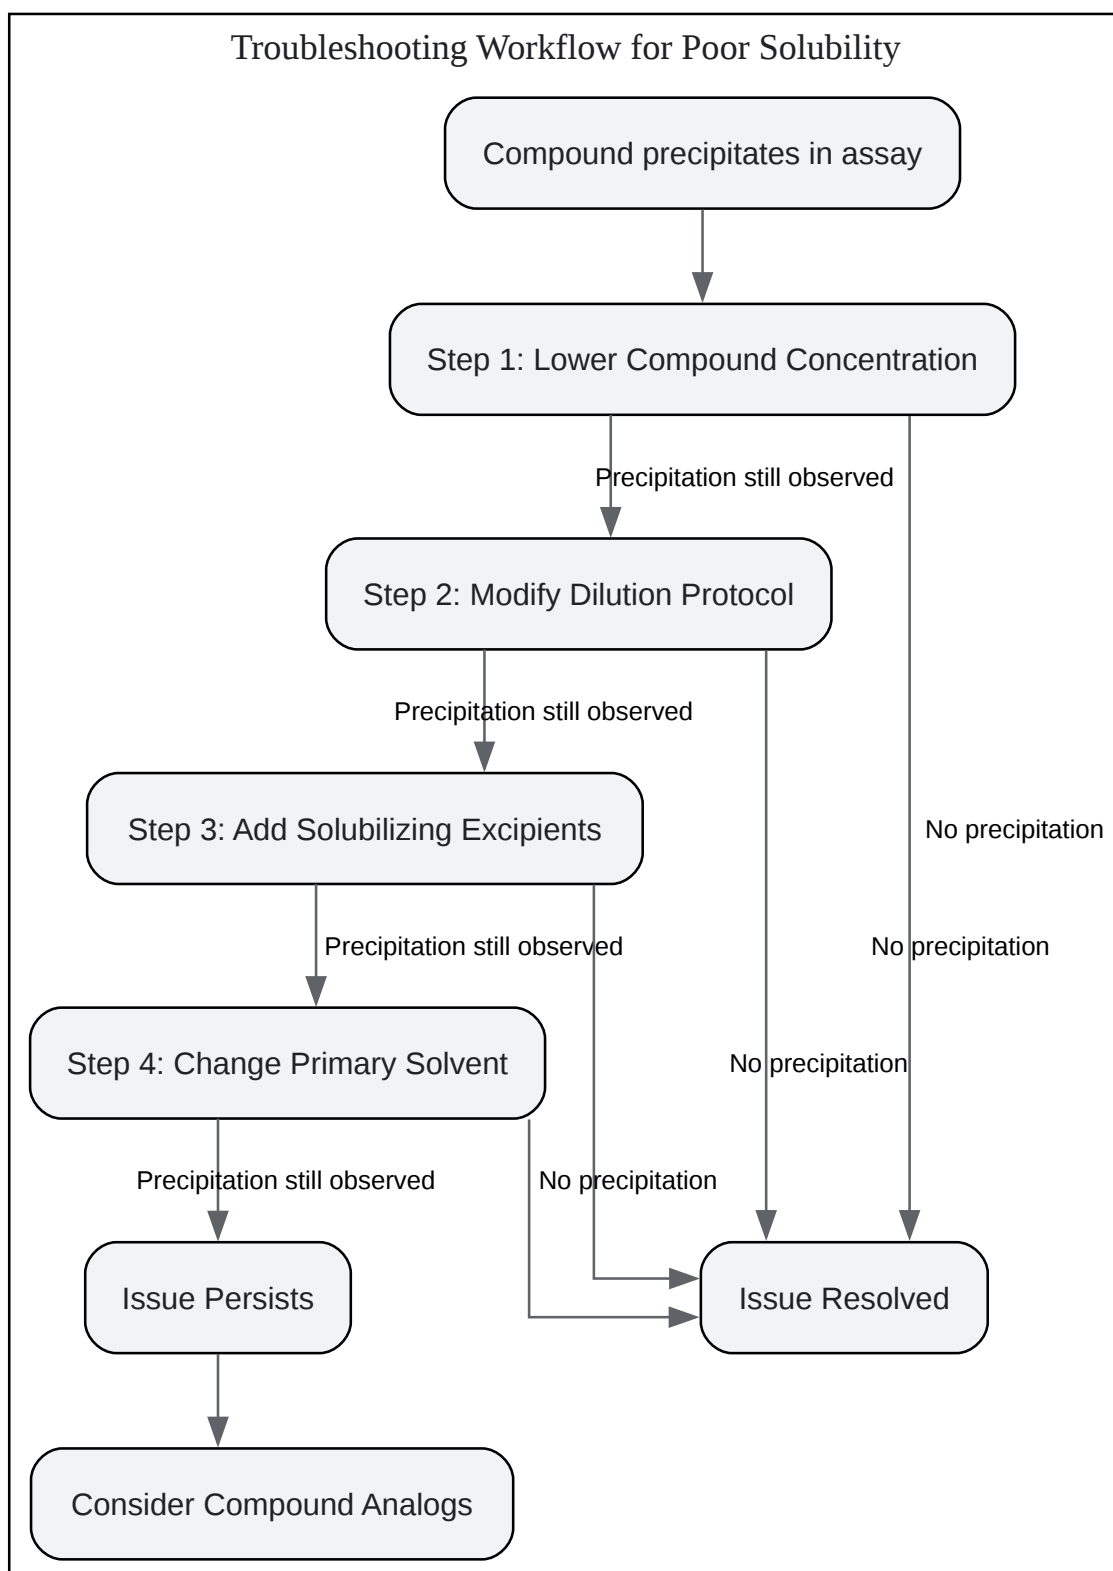 Troubleshooting Workflow for Poor Solubility
Compound precipitates in assay
Step 1: Lower Compound Concentration
Precipitation still observed
Step 2: Modify Dilution Protocol
Precipitation still observed
Step 3: Add Solubilizing Excipients
No precipitation
Precipitation still observed
No precipitation
Step 4: Change Primary Solvent
No precipitation
Precipitation still observed
No precipitation
Issue Persists
Issue Resolved
Consider Compound Analogs